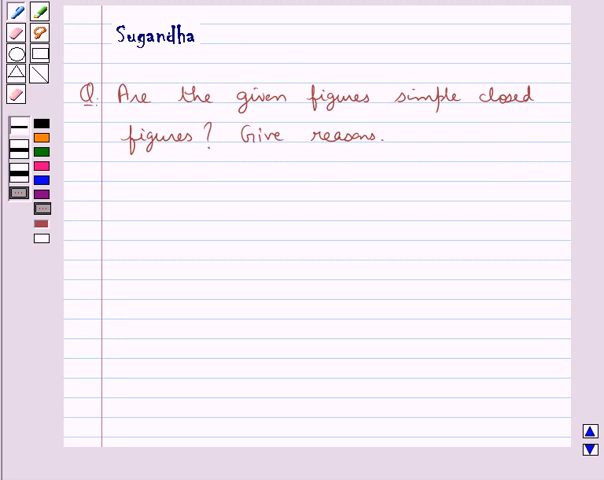 Sugandha
Q. Are the given figures simple closed
figures? Give reasons.